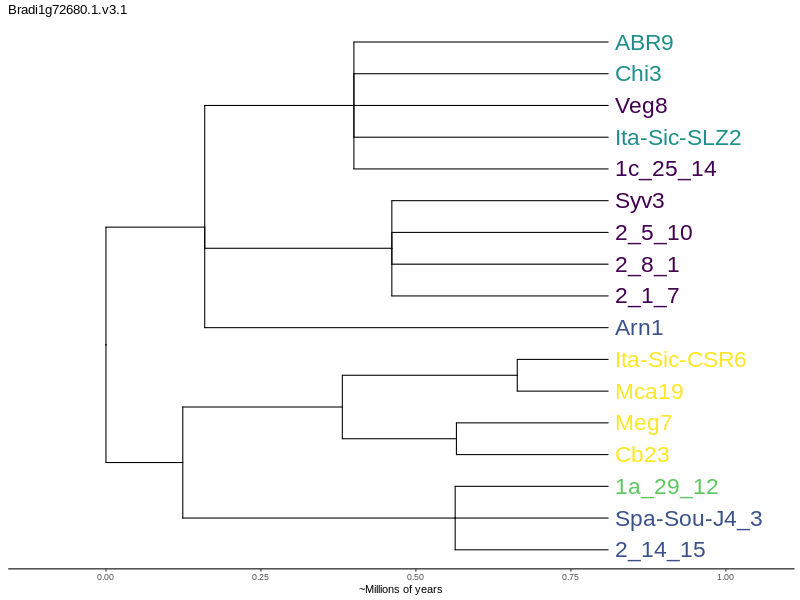 Bradi1g72680.1.v3.1
ABR9
Chi3
Veg8
Ita-Sic-SLZ2
1c_25_14
Syv3
2_5_10
2_8_1
2_1_7
Arn1
Ita-Sic-CSR6
Mca19
Meg7
Cb23
1a_29_12
Spa-Sou-J4_3
2_14_15
0.00 0.25 0.50 0.75 1.00
~Millions of years